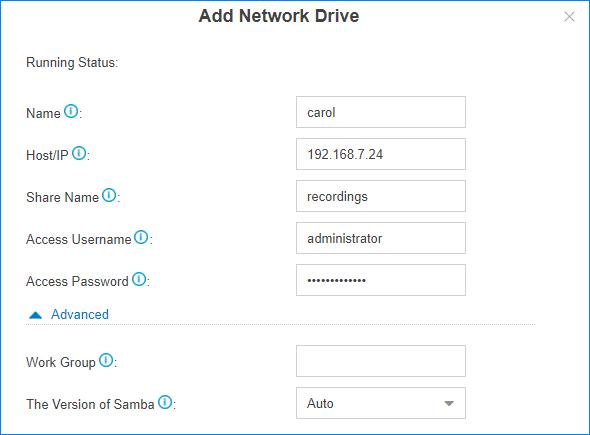 Add Network Drive
Running Status:
Name : carol
Host/IP : 192.168.7.24
Share Name : recordings
Access Username : administrator
Access Password : •••••••••••••
Advanced
Work Group :
The Version of Samba : Auto